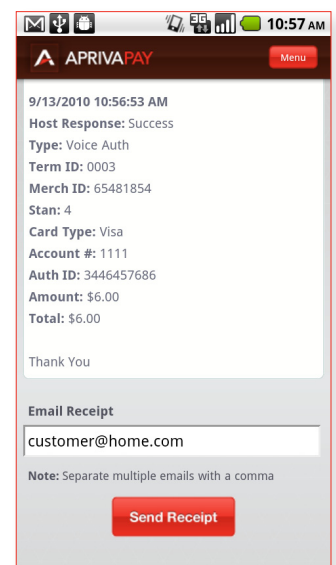 3G
10:57 AM
APRIVAPAY
Menu
9/13/2010 10:56:53 AM
Host Response: Success
Type: Voice Auth
Term ID: 0003
Merch ID: 65481854
Stan: 4
Card Type: Visa
Account #: 1111
Auth ID: 3446457686
Amount: $6.00
Total: $6.00
Thank You
Email Receipt
customer@home.com
Note: Separate multiple emails with a comma
Send Receipt